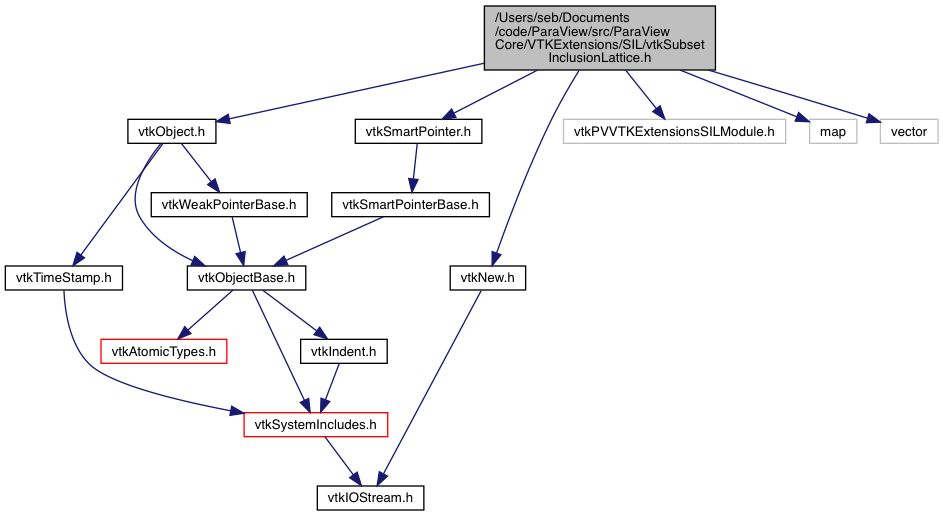 /Users/seb/Documents
/code/ParaView/src/ParaView
Core/VTKExtensions/SIL/vtkSubset
InclusionLattice.h
vtkObject.h
vtkSmartPointer.h
vtkPVVTKExtensionsSILModule.h
map
vector
vtkWeakPointerBase.h
vtkSmartPointerBase.h
vtkTimeStamp.h
vtkObjectBase.h
vtkNew.h
vtkAtomicTypes.h
vtkIndent.h
vtkSystemIncludes.h
vtkIOStream.h